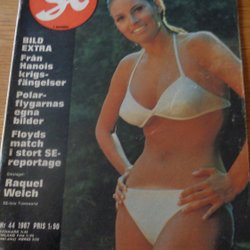 Se
BILD
EXTRA
Från
Hanois
krigs-
fängelser
Polar-
flygarnas
egna
bilder
Floyds
match
i stort SE-
reportage
Raquel
Welch
Nr 44 1967 PRIS 1:90